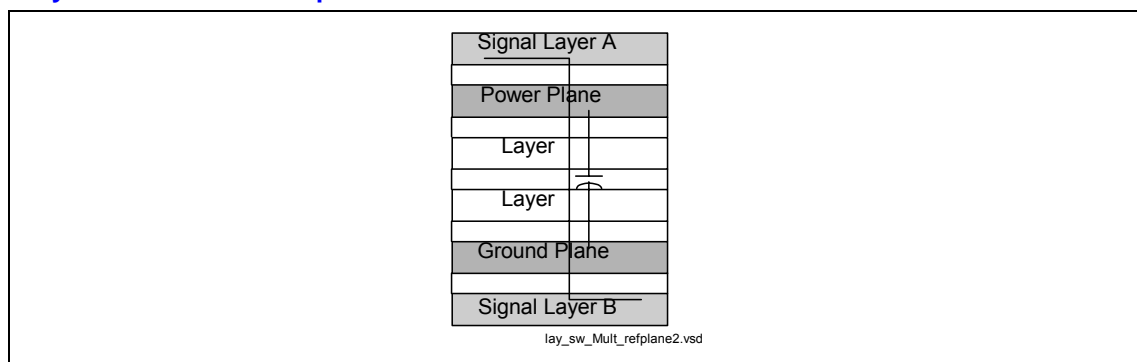 Signal Layer A
Power Plane
Layer
Layer
Ground Plane
Signal Layer B
lay_sw_Mult_refplane2.vsd